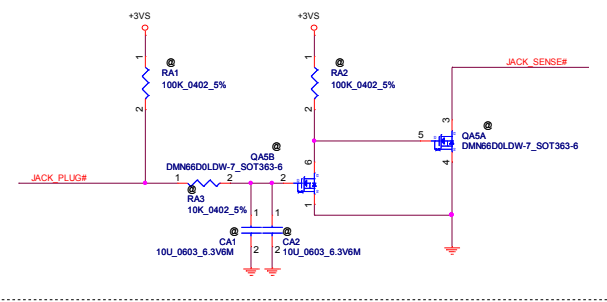 +3VS
+3VS
@
RA1
100K_0402_5%
1
2
@
RA2
100K_0402_5%
1
2
JACK_SENSE#
@
QA5A
DMN66D0LDW-7_SOT363-6
3
5
4
@
QA5B
DMN66D0LDW-7_SOT363-6
6
2
1
JACK_PLUG#
1
2
@
RA3
10K_0402_5%
1
1
@
@
CA1
CA2
2
2
10U_0603_6.3V6M
10U_0603_6.3V6M